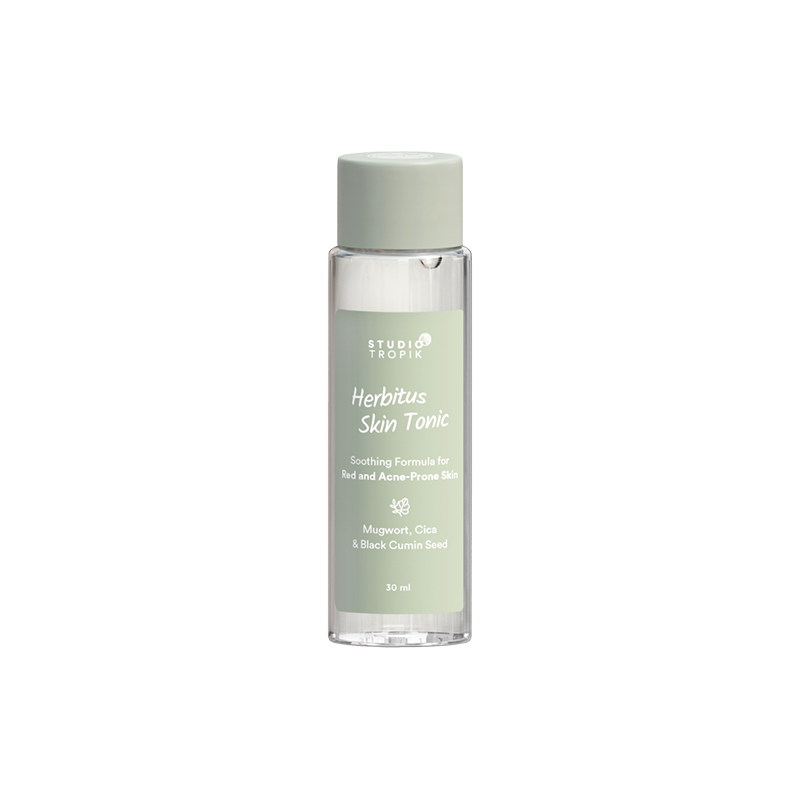 STUDIO
TROPIK
Herbitus
Skin Tonic
Soothing Formula for
Red and Acne-Prone Skin
Mugwort, Cica
& Black Cumin Seed
30 ml